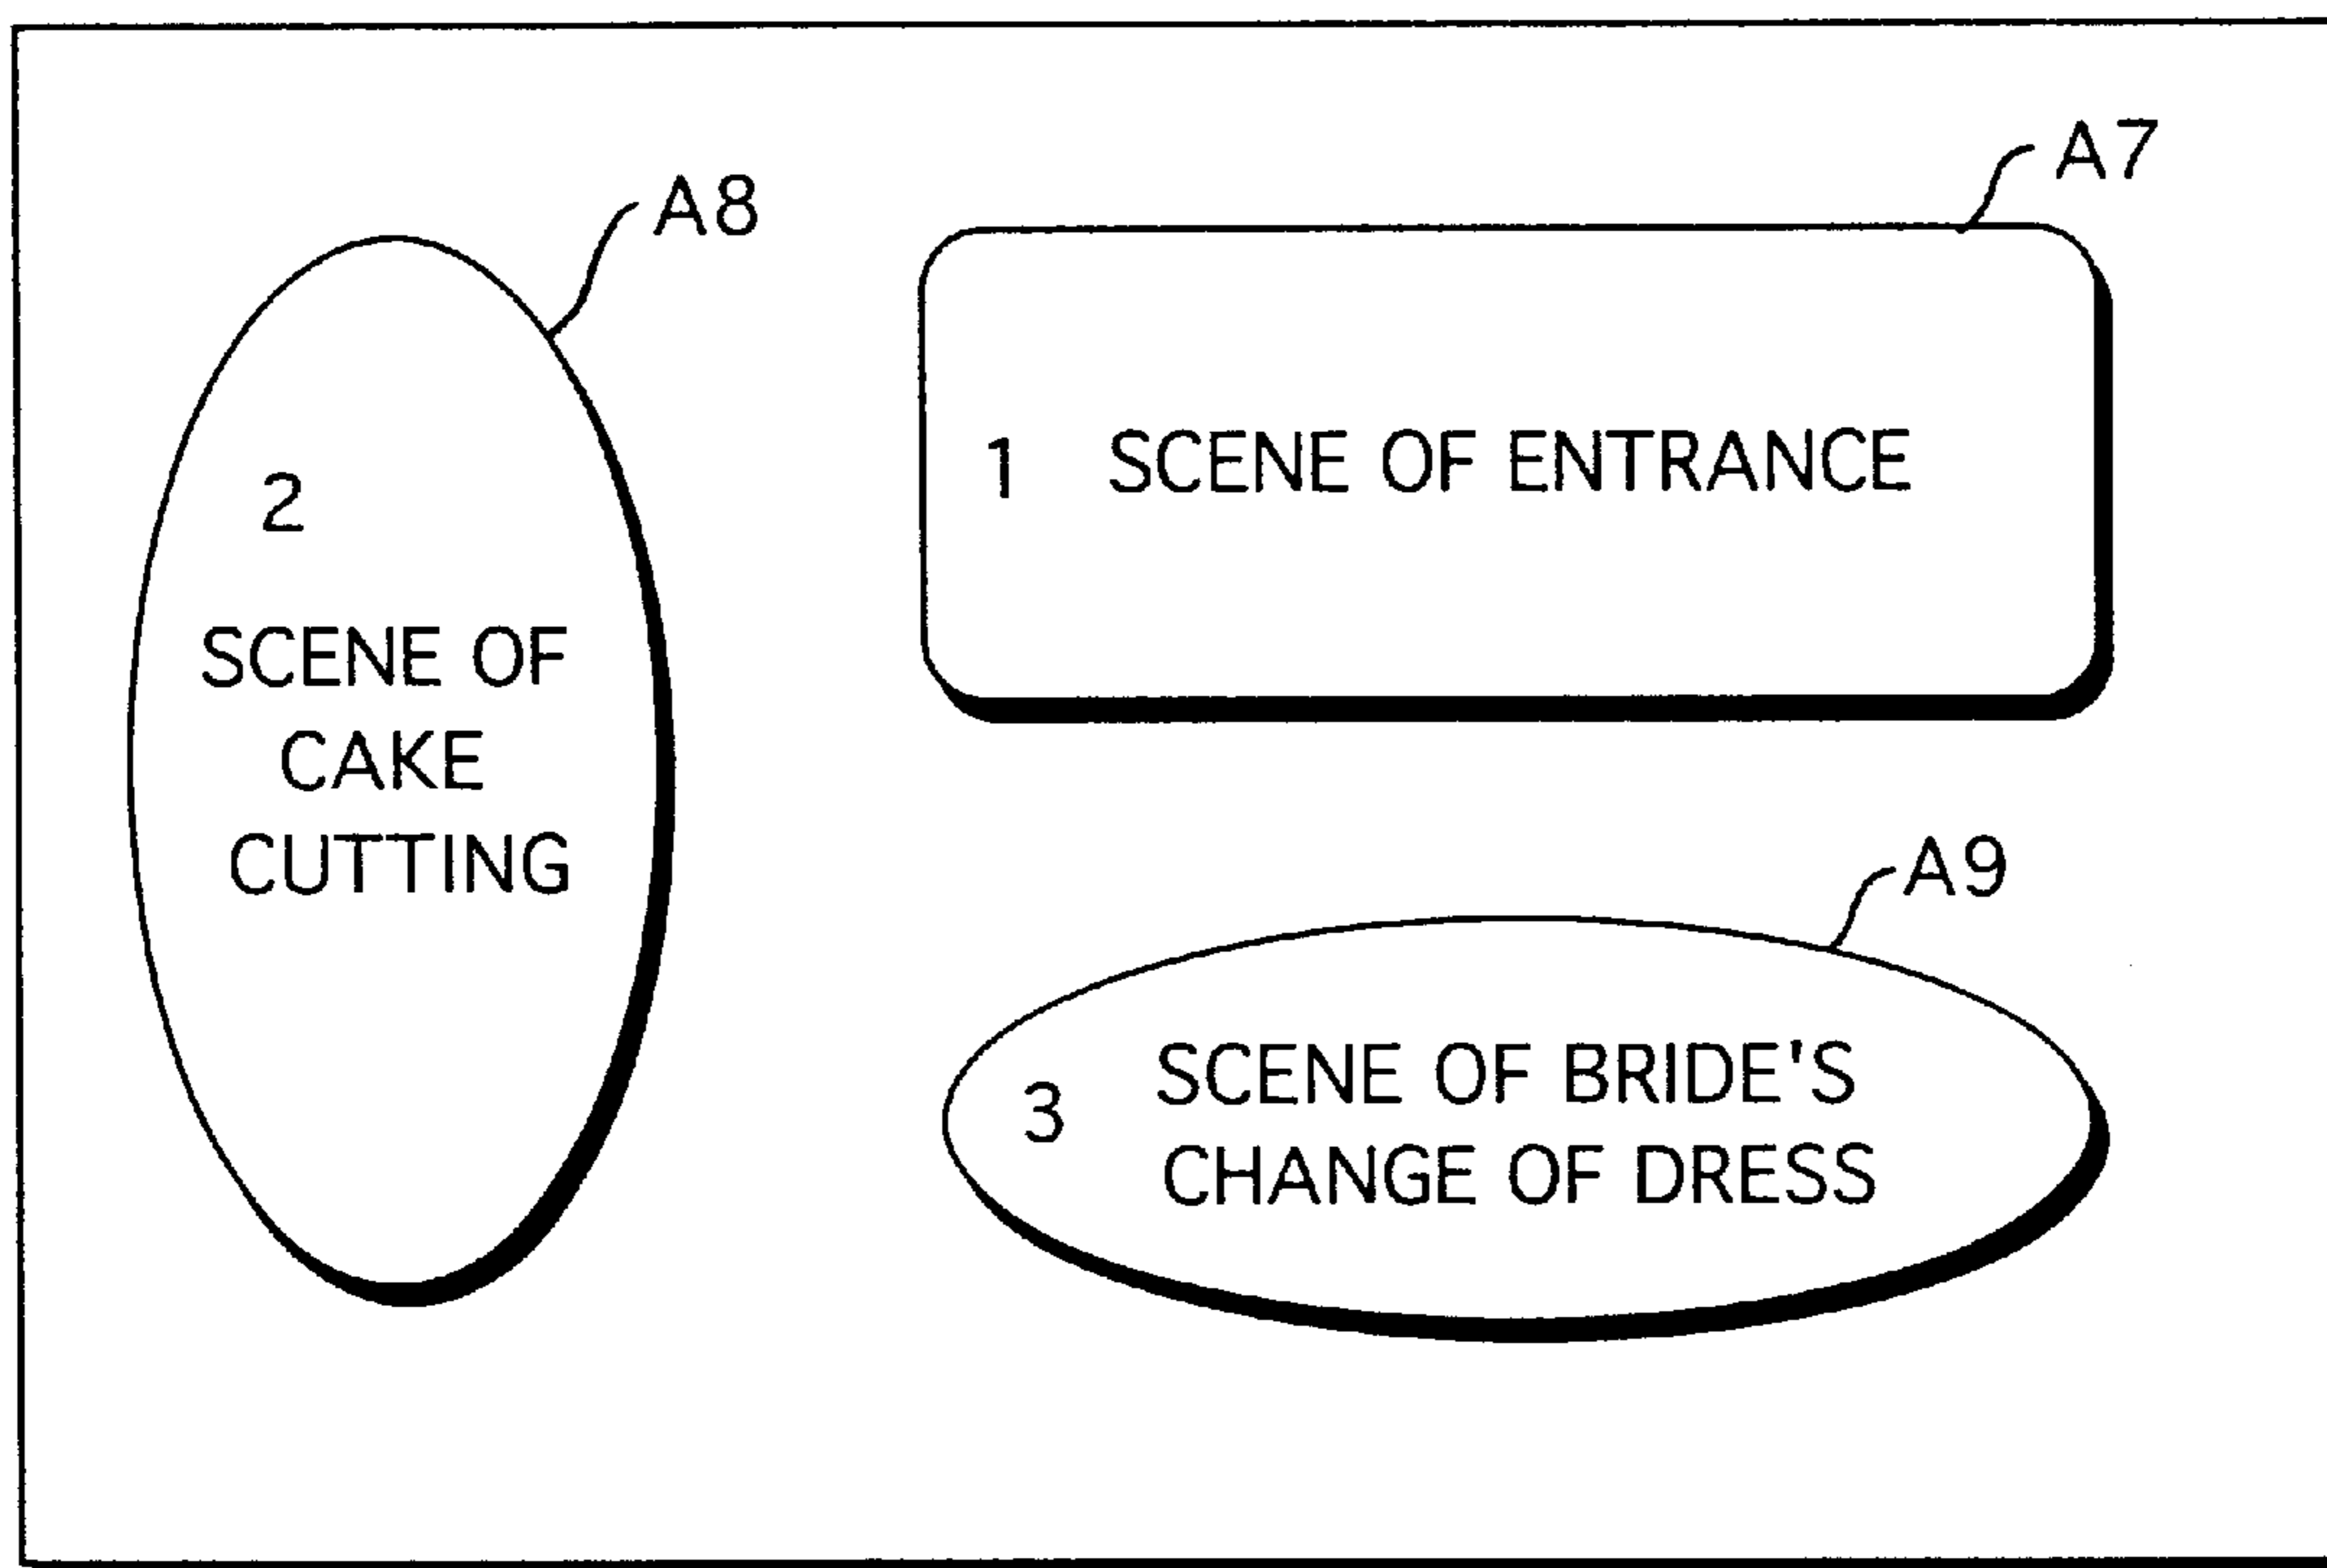 A7
A8
1 SCENE OF ENTRANCE
2
SCENE OF
CAKE
CUTTING
A9
3
SCENE OF BRIDE'S
CHANGE OF DRESS